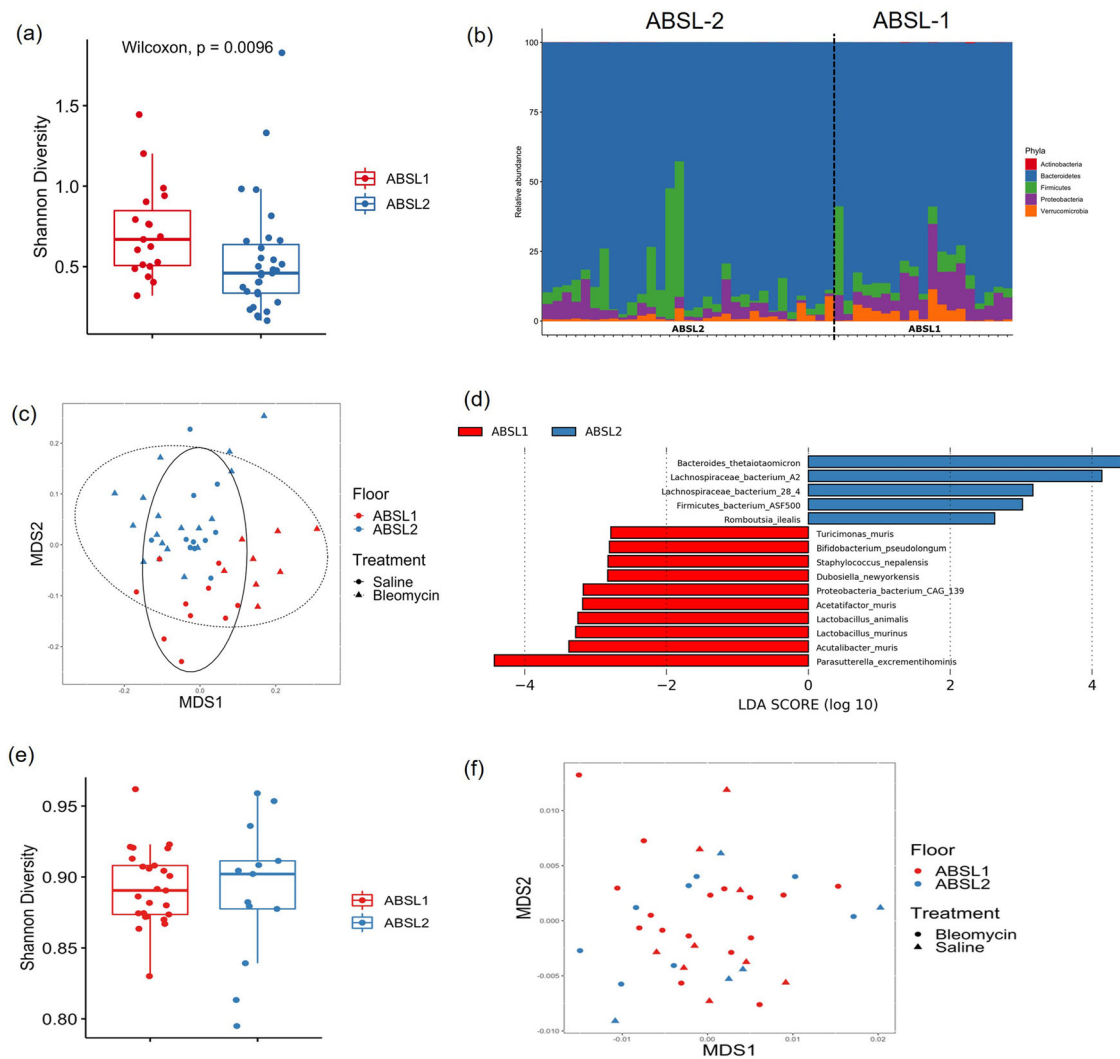 (a)
Wilcoxon, p = 0.0096
Shannon Diversity
1.5
1.0
0.5
ABSL1
ABSL2
(b)
ABSL-2
ABSL-1
Relative abundance
100
75
50
25
0
ABSL2
ABSL1
Phyla
Actinobacteria
Bacteroidetes
Firmicutes
Proteobacteria
Verrucomicrobia
(c)
MDS2
0.2
0.1
0.0
-0.1
-0.2
-0.2
0.0
0.2
MDS1
Floor
ABSL1
ABSL2
Treatment
Saline
Bleomycin
(d)
ABSL1
ABSL2
Bacteroides_thetaiotaomicron
Lachnospiraceae_bacterium_A2
Lachnospiraceae_bacterium_28_4
Firmicutes_bacterium_ASF500
Romboutsia_ilealis
Turicimonas_muris
Bifidobacterium_pseudolongum
Staphylococcus_nepalensis
Dubosiella_newyorkensis
Proteobacteria_bacterium_CAG_139
Acetatifactor_muris
Lactobacillus_animalis
Lactobacillus_murinus
Acutalibacter_muris
Parasutterella_excrementihominis
−4
−2
0
2
4
LDA SCORE (log 10)
(e)
Shannon Diversity
0.95
0.90
0.85
0.80
ABSL1
ABSL2
(f)
MDS2
0.010
0.005
0.000
-0.005
-0.010
-0.01
0.00
0.01
0.02
MDS1
Floor
ABSL1
ABSL2
Treatment
Bleomycin
Saline